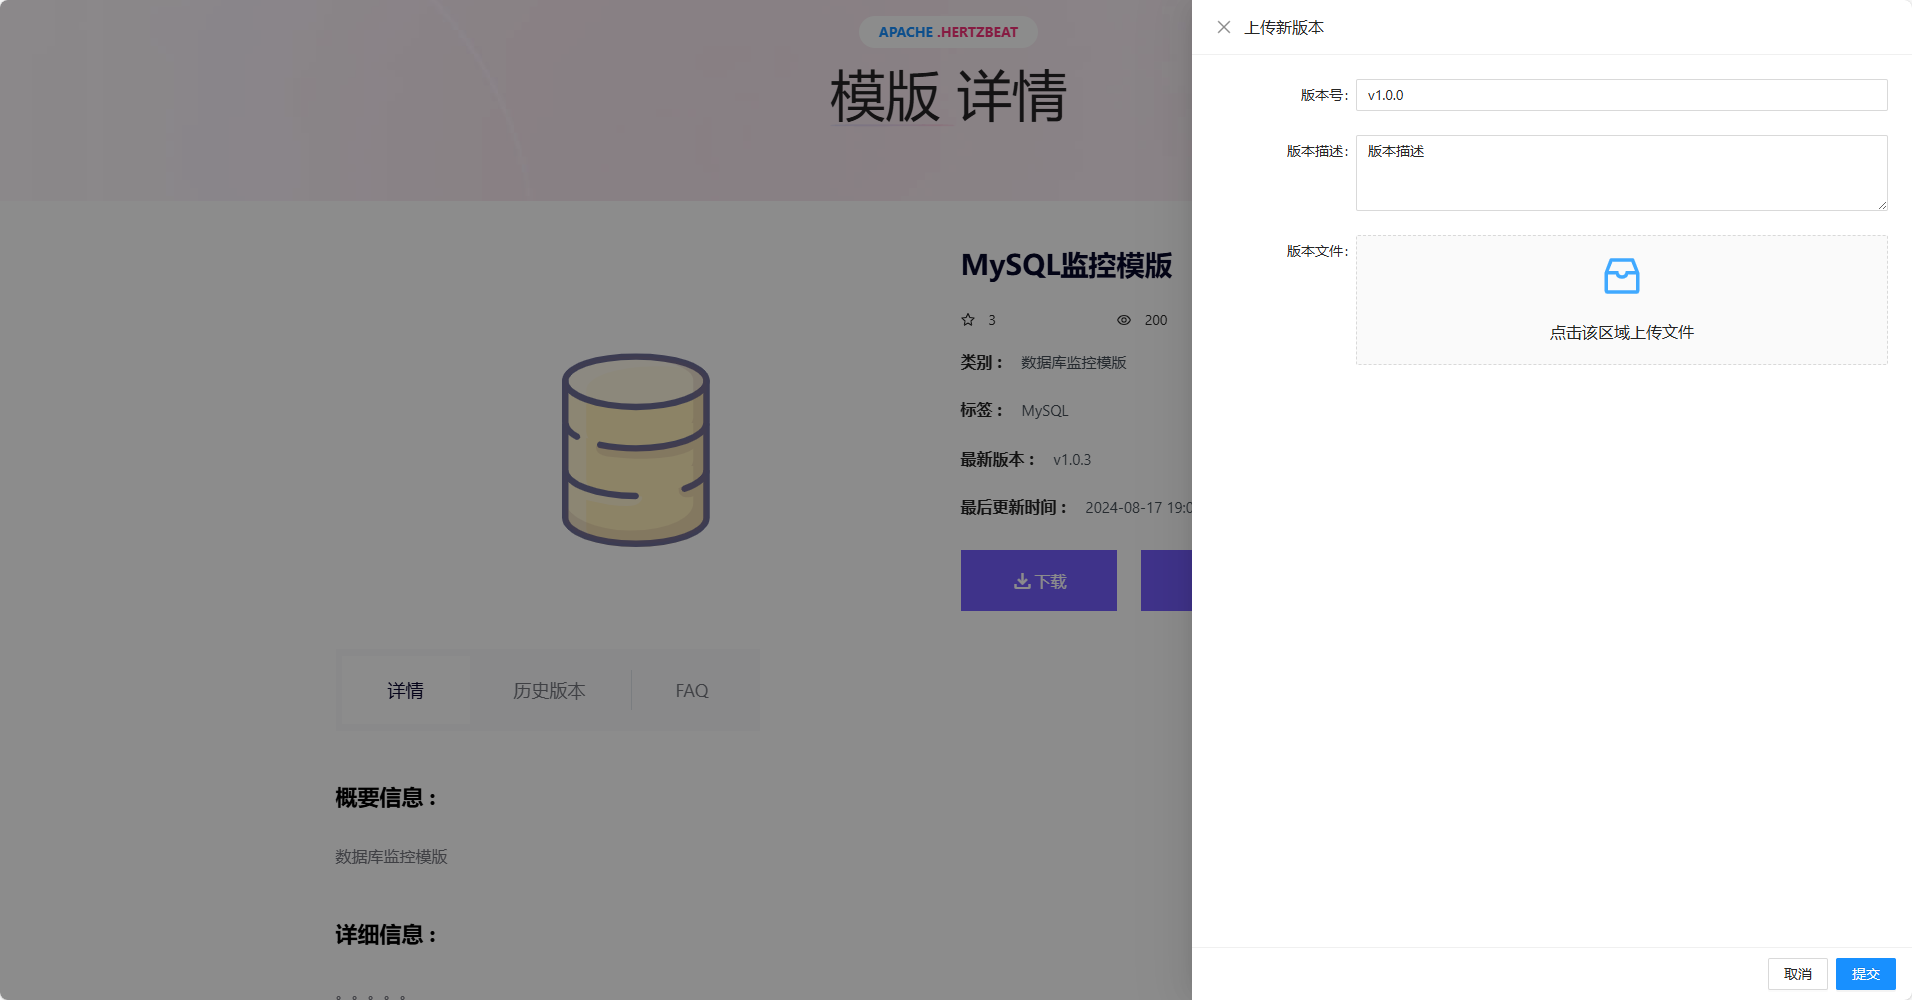 APACHE .HERTZBEAT
模版 详情
MySQL监控模版
3
200
类别 : 数据库监控模版
标签 : MySQL
最新版本 : v1.0.3
最后更新时间 : 2024-08-17 19:0
下载
详情
历史版本
FAQ
概要信息 :
数据库监控模版
详细信息 :
。。。。。
上传新版本
版本号: v1.0.0
版本描述: 版本描述
版本文件:
点击该区域上传文件
取消
提交